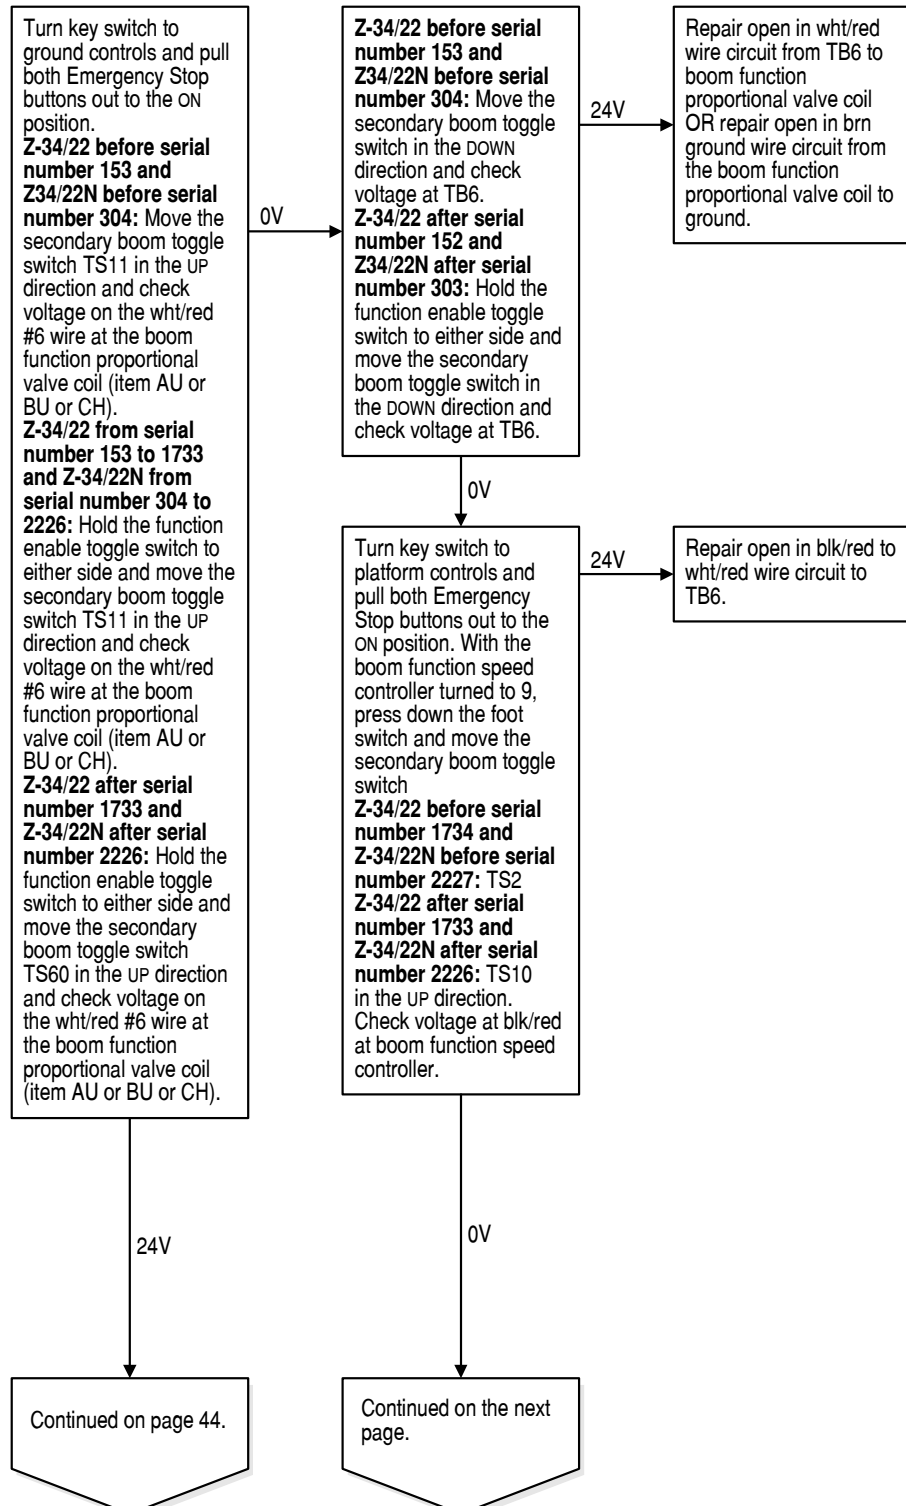 Turn key switch to
ground controls and pull
both Emergency Stop
buttons out to the ON
position.
Z-34/22 before serial
number 153 and
Z34/22N before serial
number 304: Move the
secondary boom toggle
switch TS11 in the UP
direction and check
voltage on the wht/red
#6 wire at the boom
function proportional
valve coil (item AU or
BU or CH).
Z-34/22 from serial
number 153 to 1733
and Z-34/22N from
serial number 304 to
2226: Hold the function
enable toggle switch to
either side and move the
secondary boom toggle
switch TS11 in the UP
direction and check
voltage on the wht/red
#6 wire at the boom
function proportional
valve coil (item AU or
BU or CH).
Z-34/22 after serial
number 1733 and
Z-34/22N after serial
number 2226: Hold the
function enable toggle
switch to either side and
move the secondary
boom toggle switch
TS60 in the UP direction
and check voltage on
the wht/red #6 wire at
the boom function
proportional valve coil
(item AU or BU or CH).
0V
Z-34/22 before serial
number 153 and
Z34/22N before serial
number 304: Move the
secondary boom toggle
switch in the DOWN
direction and check
voltage at TB6.
Z-34/22 after serial
number 152 and
Z34/22N after serial
number 303: Hold the
function enable toggle
switch to either side and
move the secondary
boom toggle switch in
the DOWN direction and
check voltage at TB6.
24V
Repair open in wht/red
wire circuit from TB6 to
boom function
proportional valve coil
OR repair open in brn
ground wire circuit from
the boom function
proportional valve coil to
ground.
0V
Turn key switch to
platform controls and
pull both Emergency
Stop buttons out to the
ON position. With the
boom function speed
controller turned to 9,
press down the foot
switch and move the
secondary boom toggle
switch
Z-34/22 before serial
number 1734 and
Z-34/22N before serial
number 2227: TS2
Z-34/22 after serial
number 1733 and
Z-34/22N after serial
number 2226: TS10
in the UP direction.
Check voltage at blk/red
at boom function speed
controller.
24V
Repair open in blk/red to
wht/red wire circuit to
TB6.
24V
0V
Continued on page 44.
Continued on the next
page.